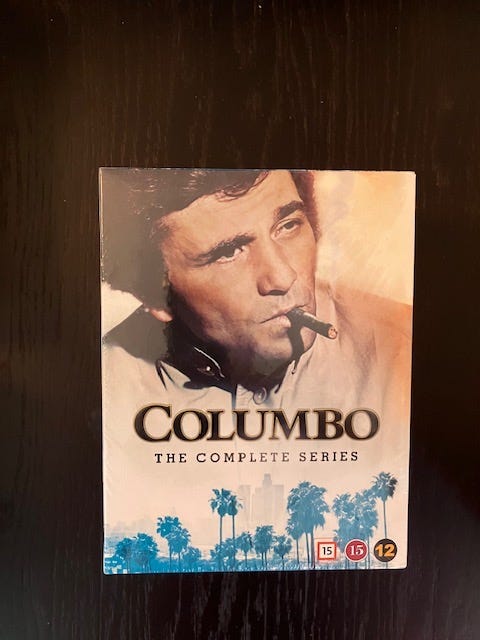 COLUMBO
THE COMPLETE SERIES
15 15 12